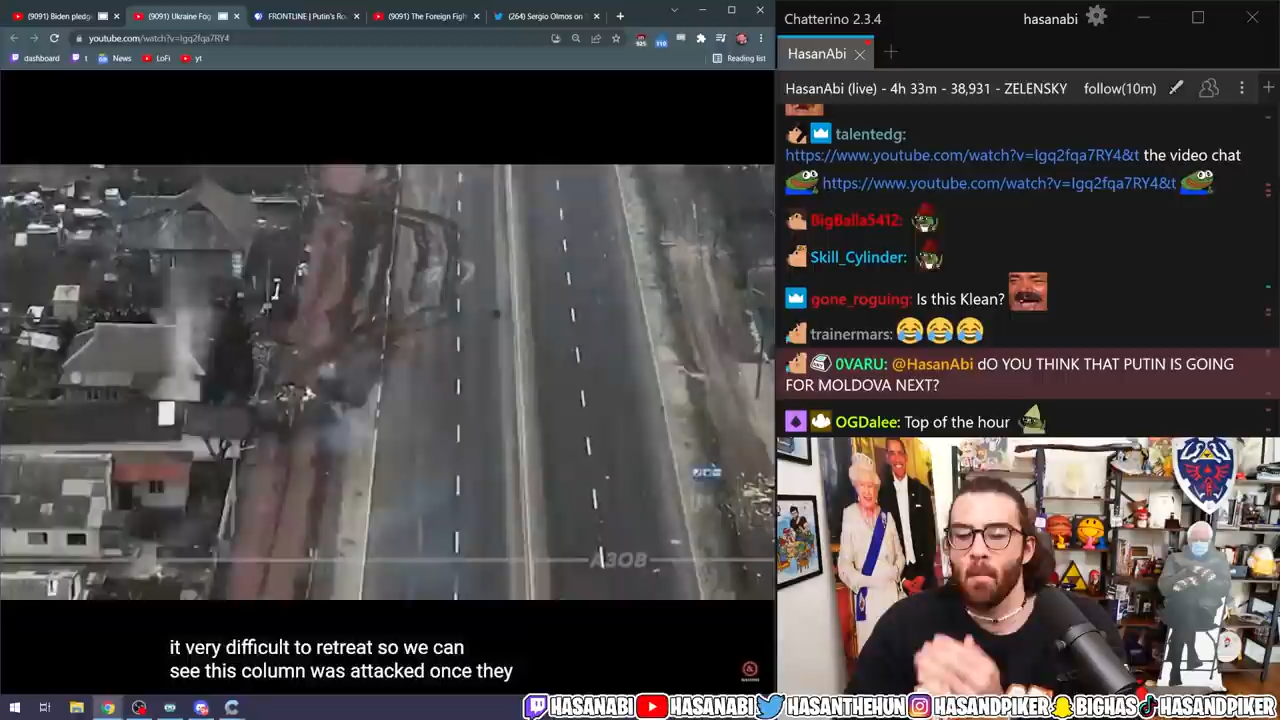 (9091) Biden pledg
(9091) Ukraine Fog
FRONTLINE | Putin's Ro
(9091) The Foreign Figh
(264) Sergio Olmos on
youtube.com/watch?v=Igq2fqa7RY4
dashboard
t
News
LoFi
yt
Reading list
АЗОВ
it very difficult to retreat so we can
see this column was attacked once they
Chatterino 2.3.4
hasanabi
HasanAbi
HasanAbi (live) - 4h 33m - 38,931 - ZELENSKY
follow(10m)
talentedg:
https://www.youtube.com/watch?v=Igq2fqa7RY4&t the video chat
https://www.youtube.com/watch?v=Igq2fqa7RY4&t
BigBalla5412:
Skill_Cylinder:
gone_roguing: Is this Klean?
trainermars:
0VARU: @HasanAbi dO YOU THINK THAT PUTIN IS GOING
FOR MOLDOVA NEXT?
OGDalee: Top of the hour
HASANABI
HASANABI
HASANTHEHUN
HASANDPIKER
BIGHAS
HASANDPIKER